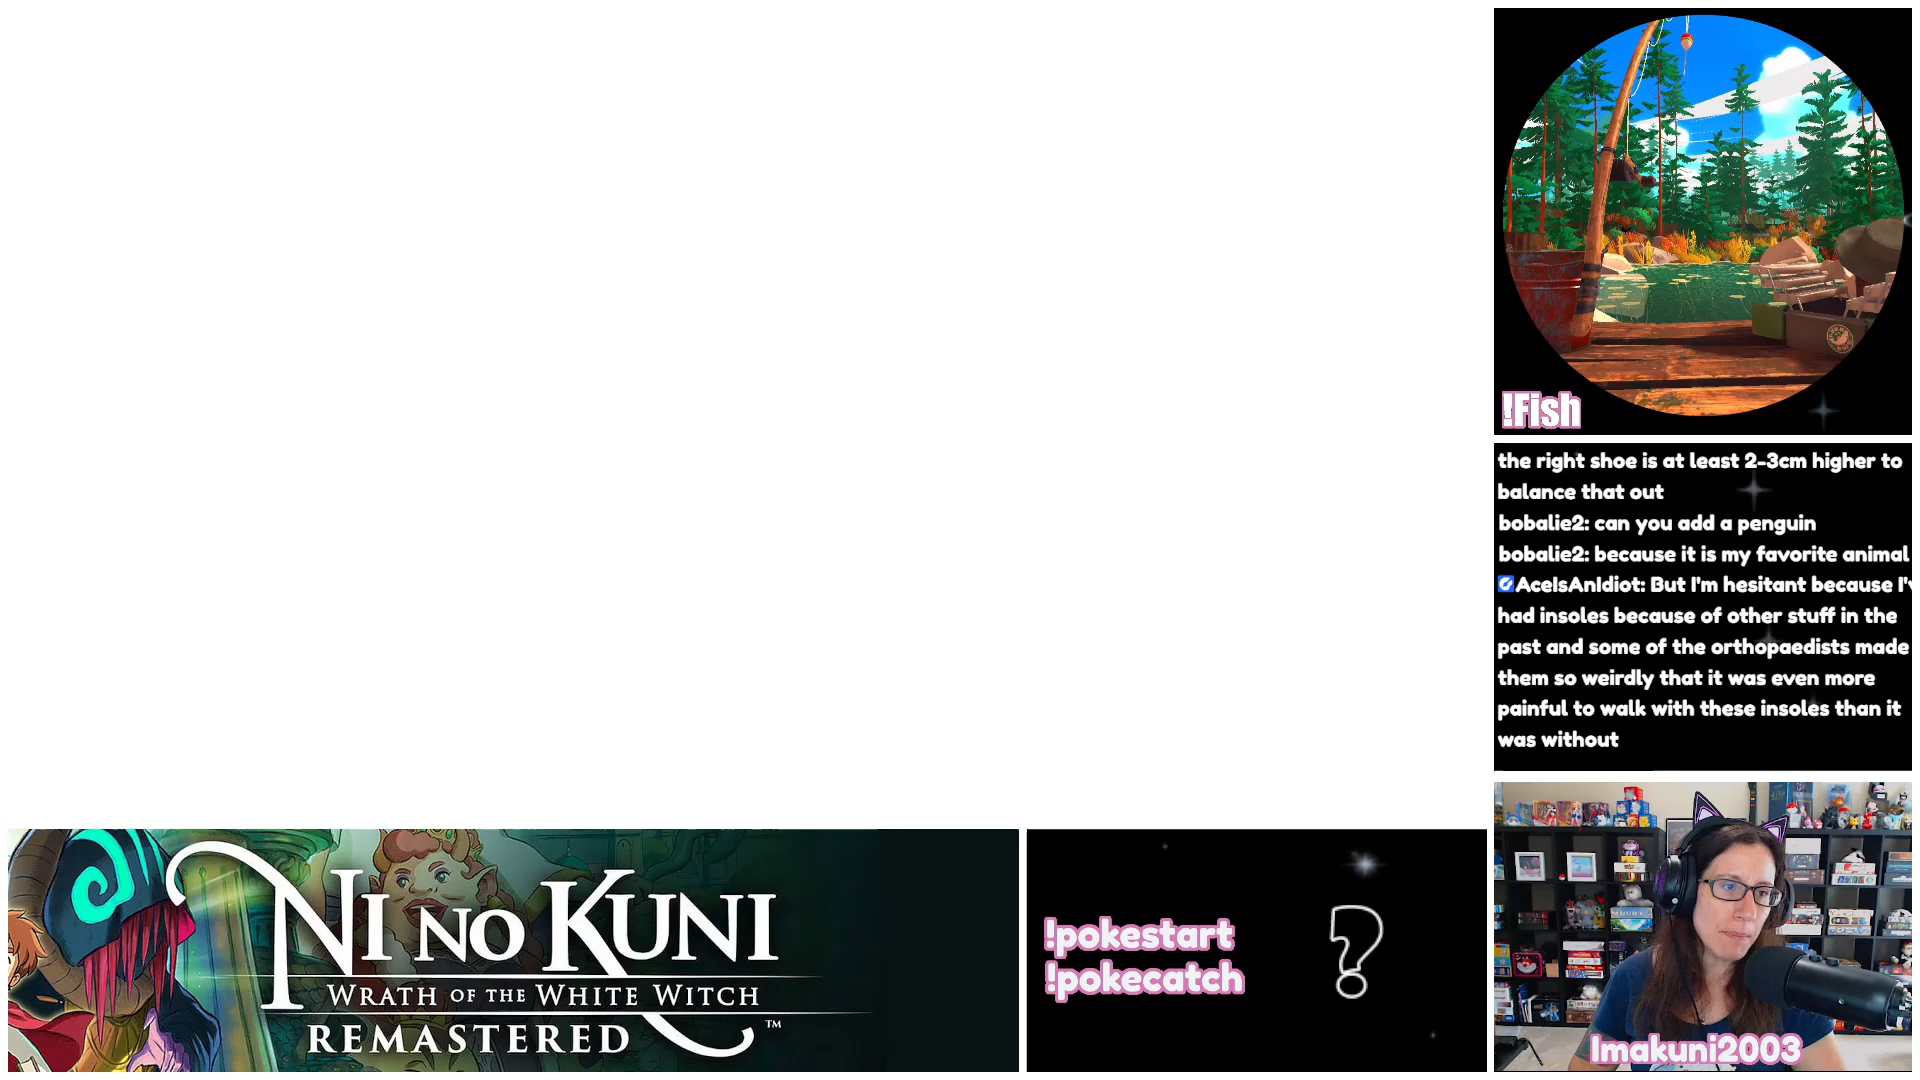 !Fish
the right shoe is at least 2-3cm higher to
balance that out
bobalie2: can you add a penguin
bobalie2: because it is my favorite animal
AceIsAnIdiot: But I'm hesitant because I'v
had insoles because of other stuff in the
past and some of the orthopaedists made
them so weirdly that it was even more
painful to walk with these insoles than it
was without
NI NO KUNI
WRATH OF THE WHITE WITCH
REMASTERED
TM
!pokestart
!pokecatch
?
Imakuni2003